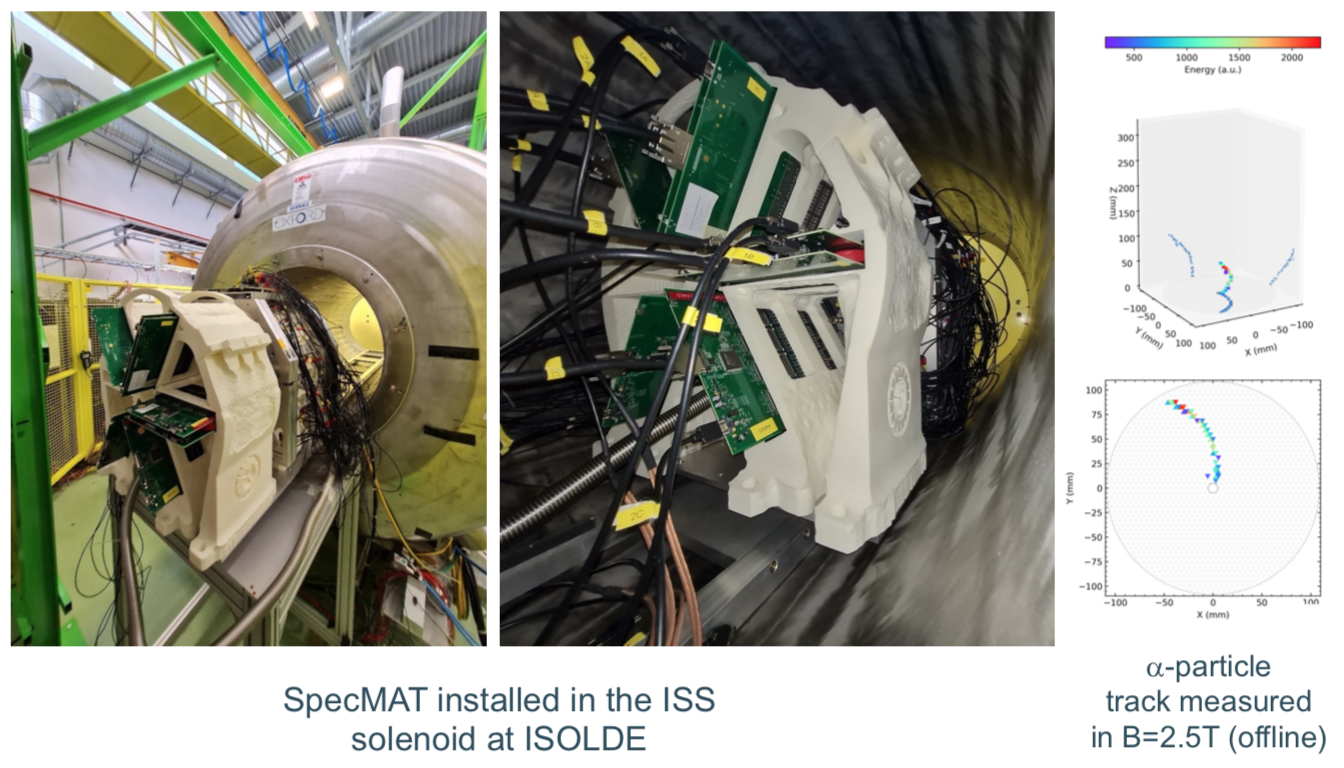 OXFORD
1B
2C
500 1000 1500 2000
Energy (a.u.)
300
250
200
150
100
50
0
Z (mm)
−100
−50
0
50
100
Y (mm)
100 50 0 −50 −100
X (mm)
100
75
50
25
0
−25
−50
−75
−100
Y (mm)
−100 −50 0 50 100
X (mm)
SpecMAT installed in the ISS
solenoid at ISOLDE
α-particle
track measured
in B=2.5T (offline)